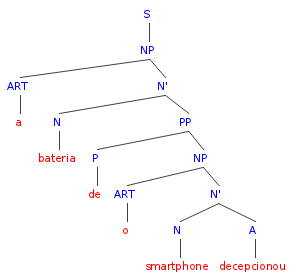 S
NP
ART N'
a N PP
bateria P NP
de ART N'
o N A
smartphone decepcionou